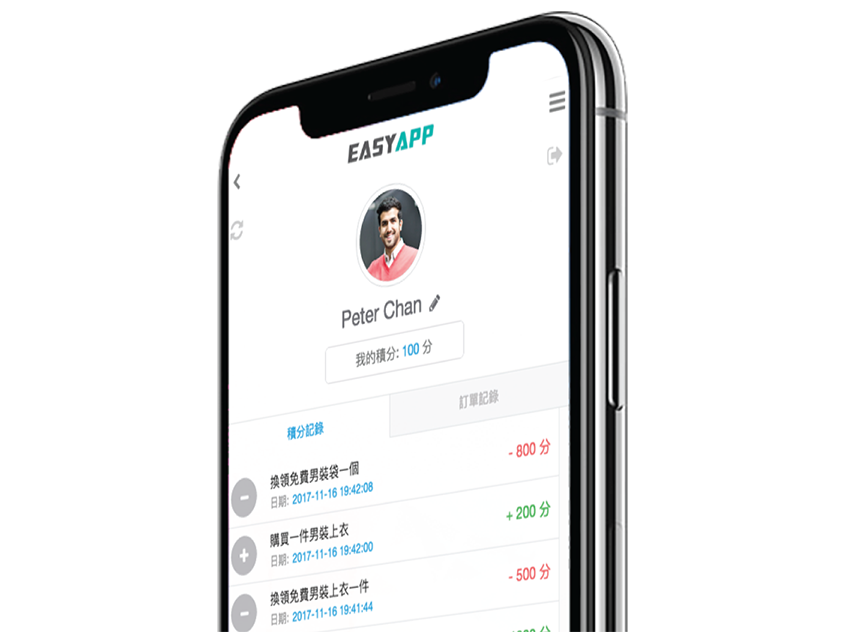 EASYAPP
Peter Chan
我的積分: 100 分
積分記錄
訂單記錄
換領免費男裝袋一個
- 800 分
日期: 2017-11-16 19:42:08
購買一件男裝上衣
+ 200 分
日期: 2017-11-16 19:42:00
換領免費男裝上衣一件
- 500 分
日期: 2017-11-16 19:41:44